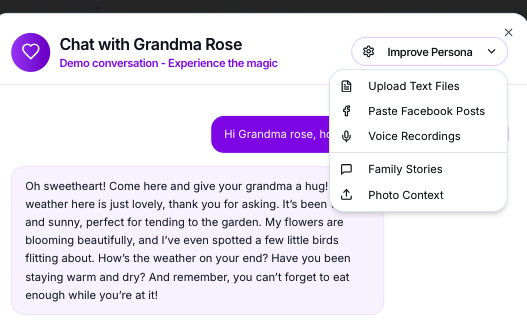 Chat with Grandma Rose
Demo conversation - Experience the magic
Improve Persona
Upload Text Files
Paste Facebook Posts
Voice Recordings
Family Stories
Photo Context
Hi Grandma rose,
Oh sweetheart! Come here and give your grandma a hug!
weather here is just lovely, thank you for asking. It's been
and sunny, perfect for tending to the garden. My flowers are
blooming beautifully, and I've even spotted a few little birds
flitting about. How's the weather on your end? Have you been
staying warm and dry? And remember, you can't forget to eat
enough while you're at it!